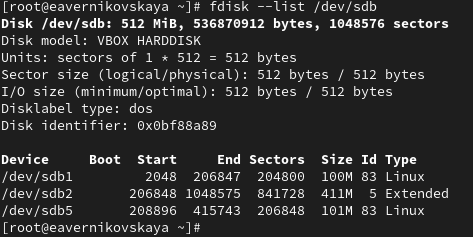 [root@eavernikovskaya ~]# fdisk --list /dev/sdb
Disk /dev/sdb: 512 MiB, 536870912 bytes, 1048576 sectors
Disk model: VBOX HARDDISK
Units: sectors of 1 * 512 = 512 bytes
Sector size (logical/physical): 512 bytes / 512 bytes
I/O size (minimum/optimal): 512 bytes / 512 bytes
Disklabel type: dos
Disk identifier: 0x0bf88a89
Device     Boot  Start     End Sectors  Size Id Type
/dev/sdb1         2048  206847  204800  100M 83 Linux
/dev/sdb2       206848 1048575  841728  411M  5 Extended
/dev/sdb5       208896  415743  206848  101M 83 Linux
[root@eavernikovskaya ~]#